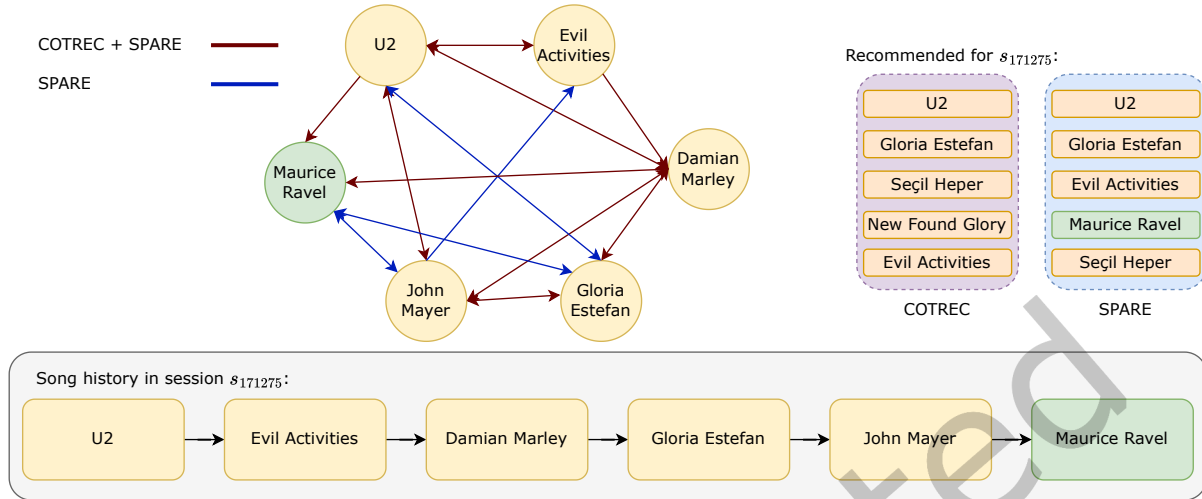 COTREC + SPARE
SPARE
U2
Evil
Activities
Damian
Marley
Maurice
Ravel
John
Mayer
Gloria
Estefan
Recommended for s171275:
U2
Gloria Estefan
Seçil Heper
New Found Glory
Evil Activities
COTREC
U2
Gloria Estefan
Evil Activities
Maurice Ravel
Seçil Heper
SPARE
Song history in session s171275:
U2
Evil Activities
Damian Marley
Gloria Estefan
John Mayer
Maurice Ravel